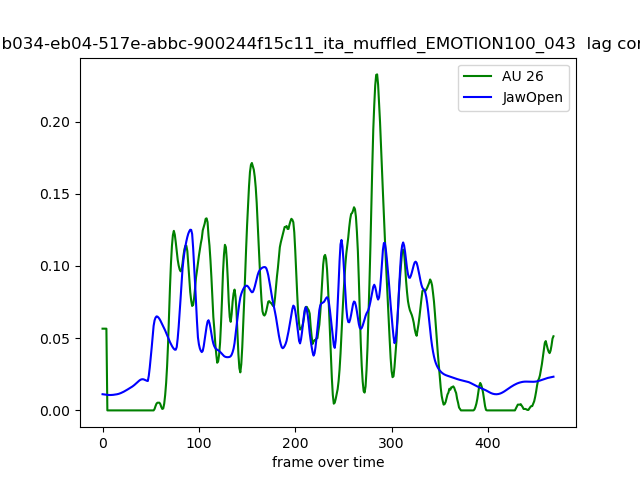 b034-eb04-517e-abbc-900244f15c11_ita_muffled_EMOTION100_043 lag
AU 26
JawOpen
0.20
0.15
0.10
0.05
0.00
0 100 200 300 400
frame over time